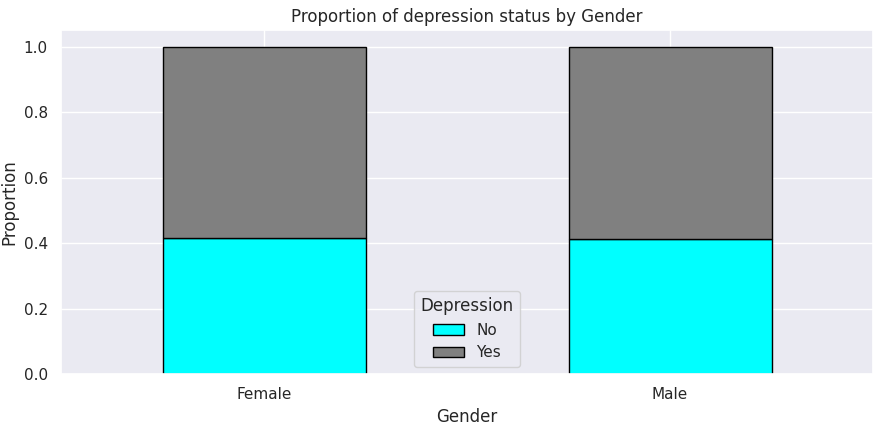 Proportion of depression status by Gender
Proportion
1.0
0.8
0.6
0.4
0.2
0.0
Depression
No
Yes
Female
Male
Gender